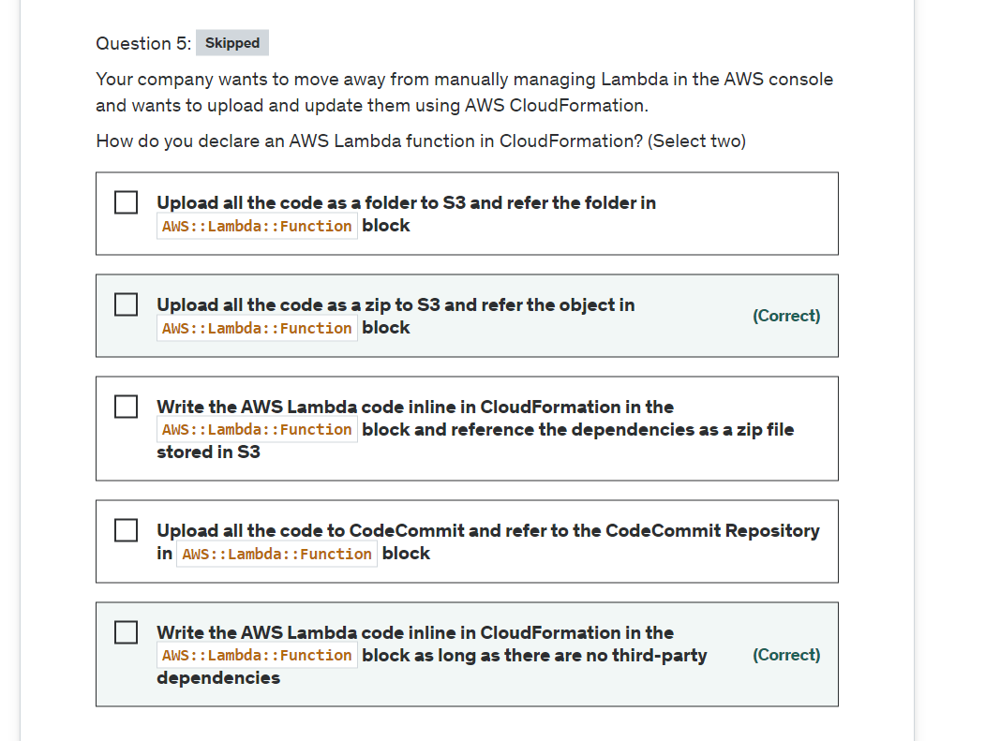 Question 5: Skipped
Your company wants to move away from manually managing Lambda in the AWS console
and wants to upload and update them using AWS CloudFormation.
How do you declare an AWS Lambda function in CloudFormation? (Select two)
Upload all the code as a folder to S3 and refer the folder in
AWS::Lambda::Function block
Upload all the code as a zip to S3 and refer the object in
AWS::Lambda::Function block
(Correct)
Write the AWS Lambda code inline in CloudFormation in the
AWS::Lambda::Function block and reference the dependencies as a zip file
stored in S3
Upload all the code to CodeCommit and refer to the CodeCommit Repository
in AWS::Lambda::Function block
Write the AWS Lambda code inline in CloudFormation in the
AWS::Lambda::Function block as long as there are no third-party
dependencies
(Correct)